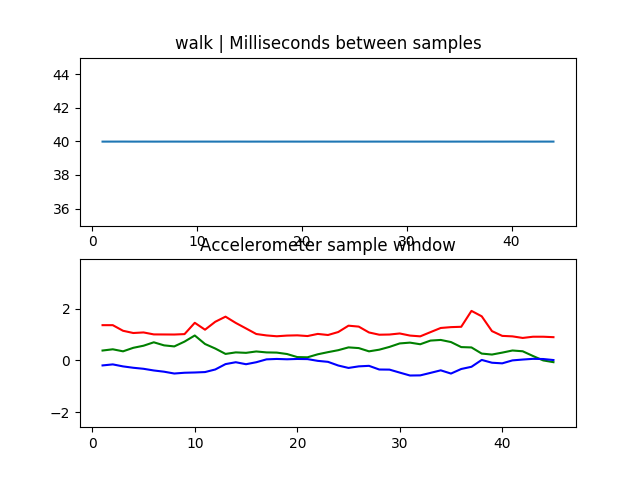 walk | Milliseconds between samples
44
42
40
38
36
0 10 20 30 40
Accelerometer sample window
2
0
−2
0 10 20 30 40